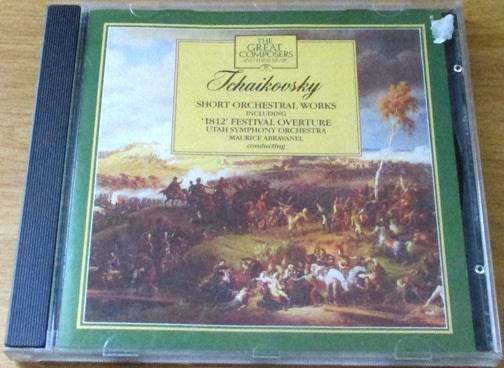 THE
GREAT
COMPOSERS
AND THEIR MUSIC
Tchaikovsky
SHORT ORCHESTRAL WORKS
INCLUDING
'1812' FESTIVAL OVERTURE
UTAH SYMPHONY ORCHESTRA
MAURICE ABRAVANEL
conducting